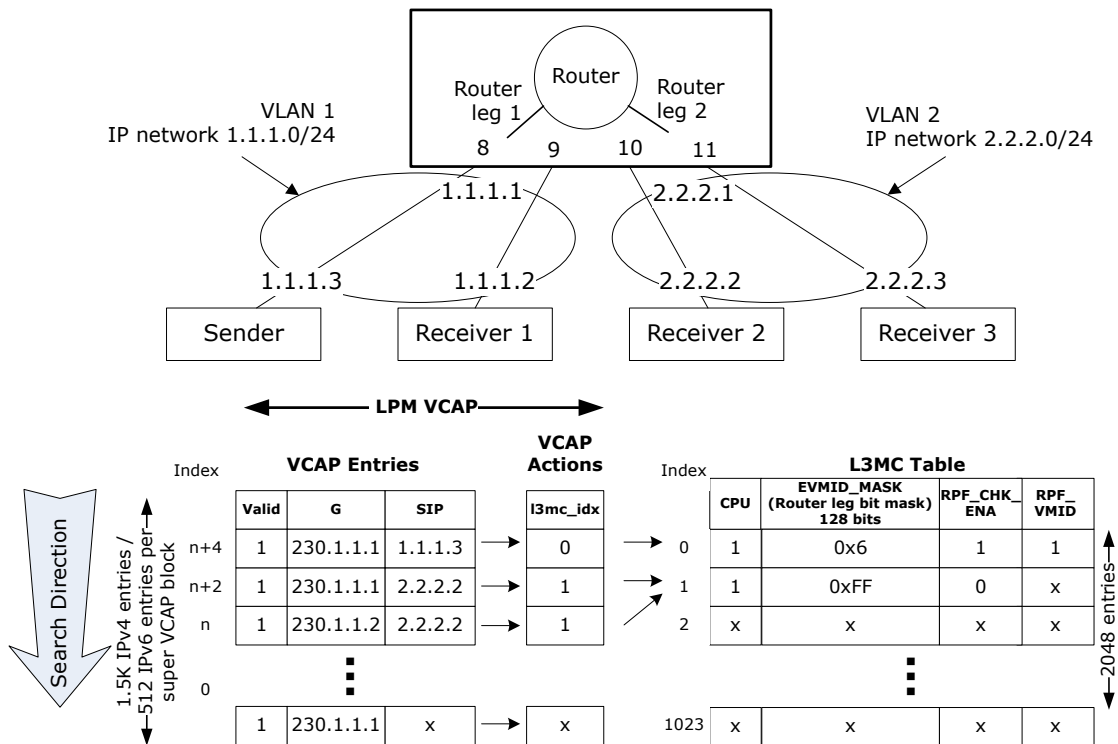 Router
Router
leg 1
Router
leg 2
VLAN 1
IP network 1.1.1.0/24
VLAN 2
IP network 2.2.2.0/24
8
9
10
11
1.1.1.1
2.2.2.1
1.1.1.3
1.1.1.2
2.2.2.2
2.2.2.3
Sender
Receiver 1
Receiver 2
Receiver 3
LPM VCAP
Search Direction
1.5K IPv4 entries /
512 IPv6 entries per
super VCAP block
Index
VCAP Entries
VCAP
Actions
Index
L3MC Table
Valid G SIP
l3mc_idx
CPU
EVMID_MASK
(Router leg bit mask)
128 bits
RPF_CHK_
ENA
RPF_
VMID
n+4 1 230.1.1.1 1.1.1.3 0 0 1 0x6 1 1
n+2 1 230.1.1.1 2.2.2.2 1 1 1 0xFF 0 x
n 1 230.1.1.2 2.2.2.2 1 2 x x x x
0
1 230.1.1.1 x x 1023 x x x x
2048 entries